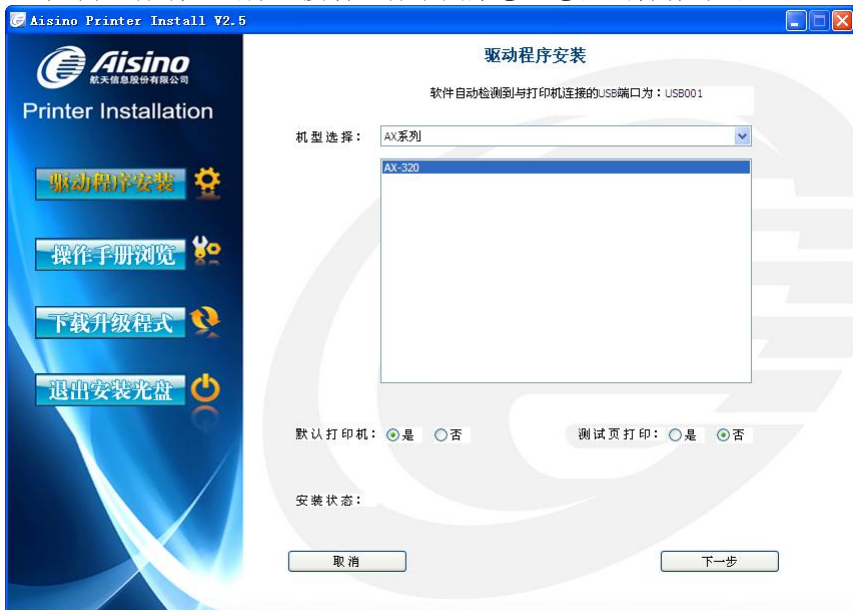 Aisino Printer Install V2.5
Aisino
航天信息股份有限公司
Printer Installation
驱动程序安装
操作手册浏览
下载升级程式
退出安装光盘
驱动程序安装
软件自动检测到与打印机连接的USB端口为：USB001
机型选择： AX系列
AX-320
默认打印机： 是 否 测试页打印： 是 否
安装状态：
取消 下一步